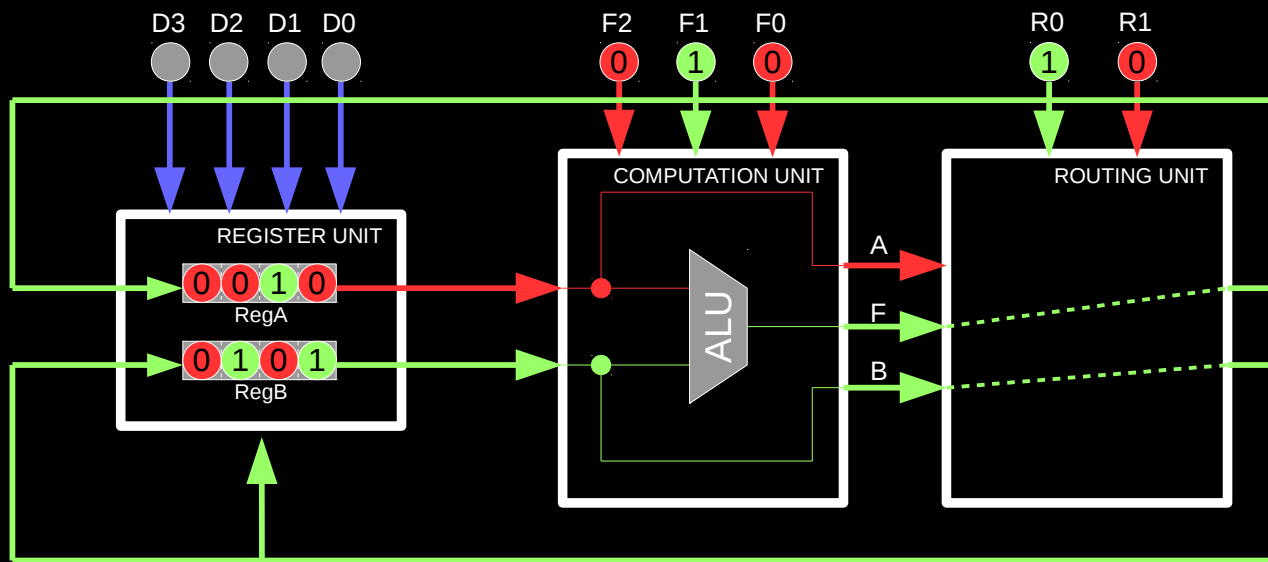 D3 D2 D1 D0 F2 F1 F0 R0 R1
0 1 0 1 0
COMPUTATION UNIT ROUTING UNIT
REGISTER UNIT
A
0 0 1 0
RegA
F
ALU
0 1 0 1
B
RegB